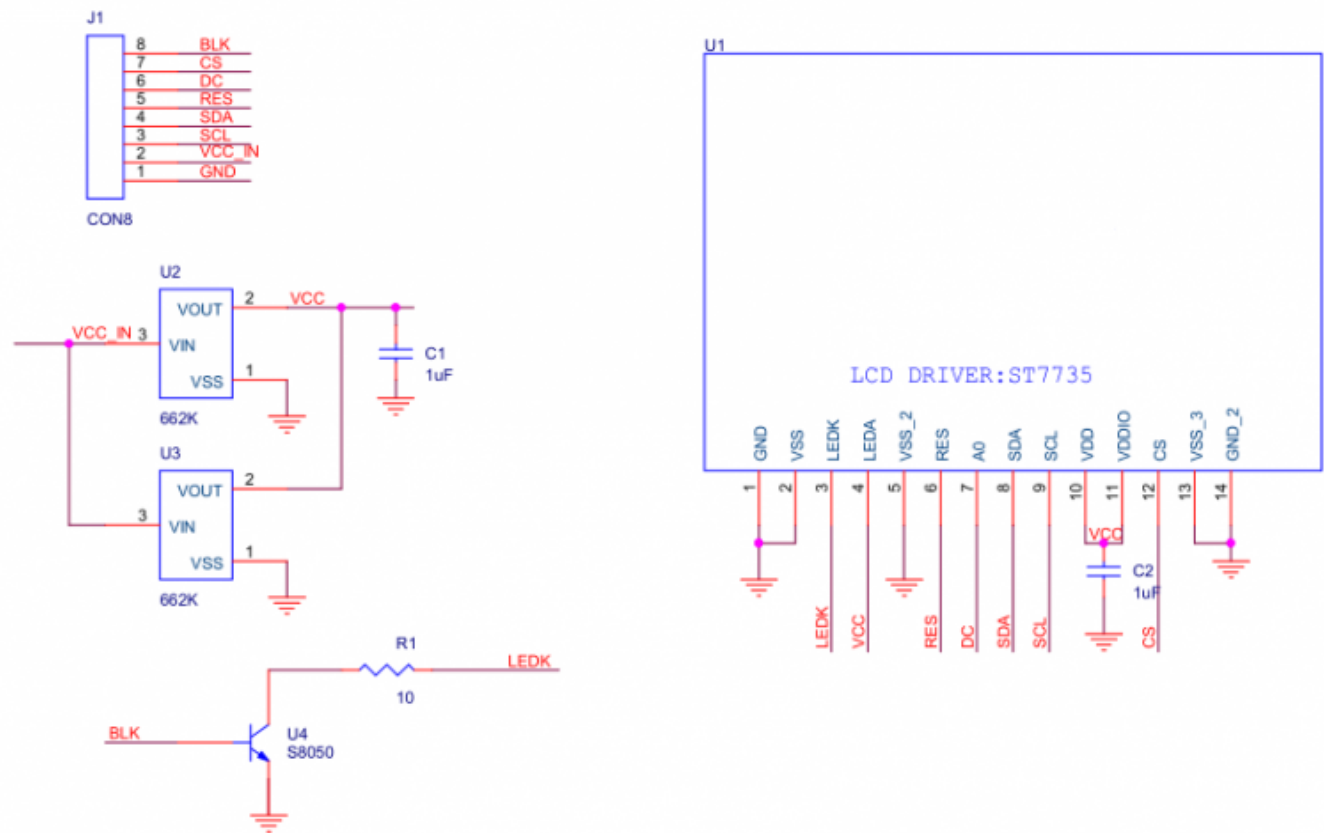 J1
8 BLK
7 CS
6 DC
5 RES
4 SDA
3 SCL
2 VCC_IN
1 GND
CON8
U2
VOUT 2 VCC
VCC_IN 3 VIN
VSS 1
662K
C1
1uF
U3
VOUT 2
3 VIN
VSS 1
662K
R1
LEDK
10
BLK
U4
S8050
U1
LCD DRIVER:ST7735
GND VSS LEDK LEDA VSS_2 RES A0 SDA SCL VDD VDDIO CS VSS_3 GND_2
1 2 3 4 5 6 7 8 9 10 11 12 13 14
VCC
C2
1uF
LEDK VCC RES DC SDA SCL CS